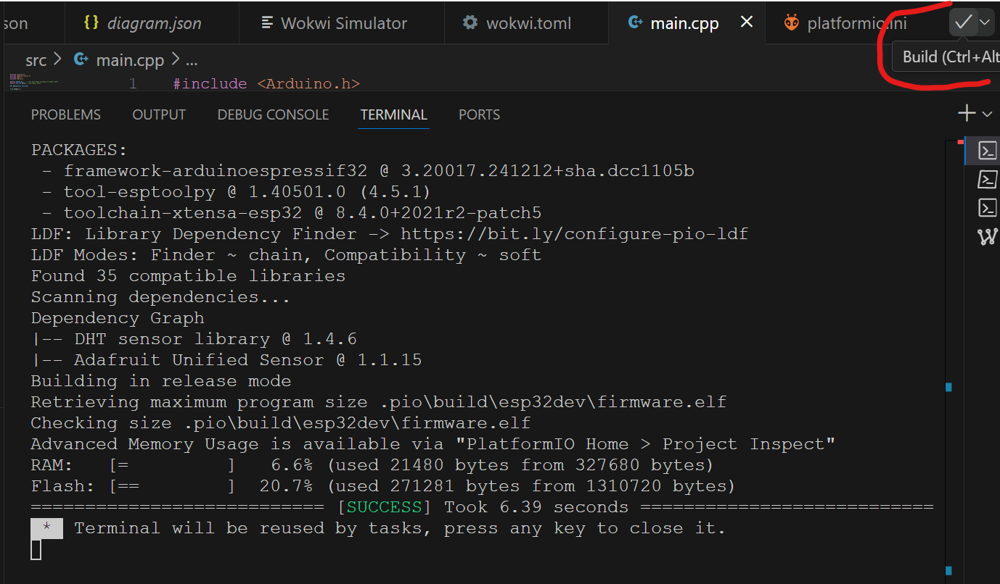 son
{} diagram.json
Wokwi Simulator
wokwi.toml
main.cpp
platformio.ini
src > main.cpp > ...
Build (Ctrl+Alt
1 #include <Arduino.h>
PROBLEMS OUTPUT DEBUG CONSOLE TERMINAL PORTS
PACKAGES:
- framework-arduinoespressif32 @ 3.20017.241212+sha.dcc1105b
- tool-esptoolpy @ 1.40501.0 (4.5.1)
- toolchain-xtensa-esp32 @ 8.4.0+2021r2-patch5
LDF: Library Dependency Finder -> https://bit.ly/configure-pio-ldf
LDF Modes: Finder ~ chain, Compatibility ~ soft
Found 35 compatible libraries
Scanning dependencies...
Dependency Graph
|-- DHT sensor library @ 1.4.6
|-- Adafruit Unified Sensor @ 1.1.15
Building in release mode
Retrieving maximum program size .pio\build\esp32dev\firmware.elf
Checking size .pio\build\esp32dev\firmware.elf
Advanced Memory Usage is available via "PlatformIO Home > Project Inspect"
RAM:   [=         ]   6.6% (used 21480 bytes from 327680 bytes)
Flash: [==        ]  20.7% (used 271281 bytes from 1310720 bytes)
=========================== [SUCCESS] Took 6.39 seconds ===========================
* Terminal will be reused by tasks, press any key to close it.